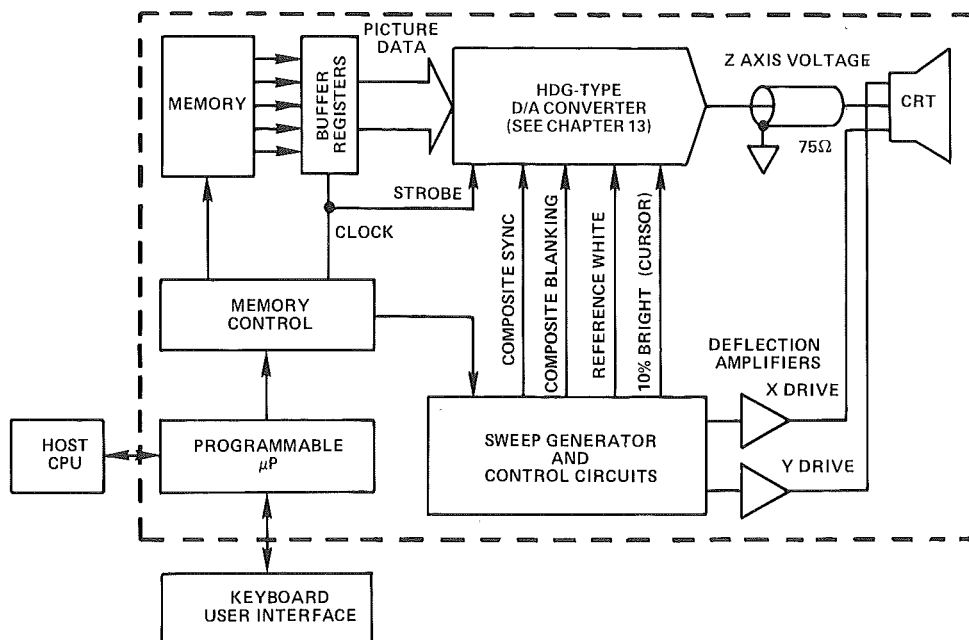 PICTURE
DATA
MEMORY
BUFFER
REGISTERS
HDG-TYPE
D/A CONVERTER
(SEE CHAPTER 13)
Z AXIS VOLTAGE
CRT
75Ω
STROBE
CLOCK
COMPOSITE SYNC
COMPOSITE BLANKING
REFERENCE WHITE
10% BRIGHT (CURSOR)
MEMORY
CONTROL
DEFLECTION
AMPLIFIERS
X DRIVE
HOST
CPU
PROGRAMMABLE
μP
SWEEP GENERATOR
AND
CONTROL CIRCUITS
Y DRIVE
KEYBOARD
USER INTERFACE